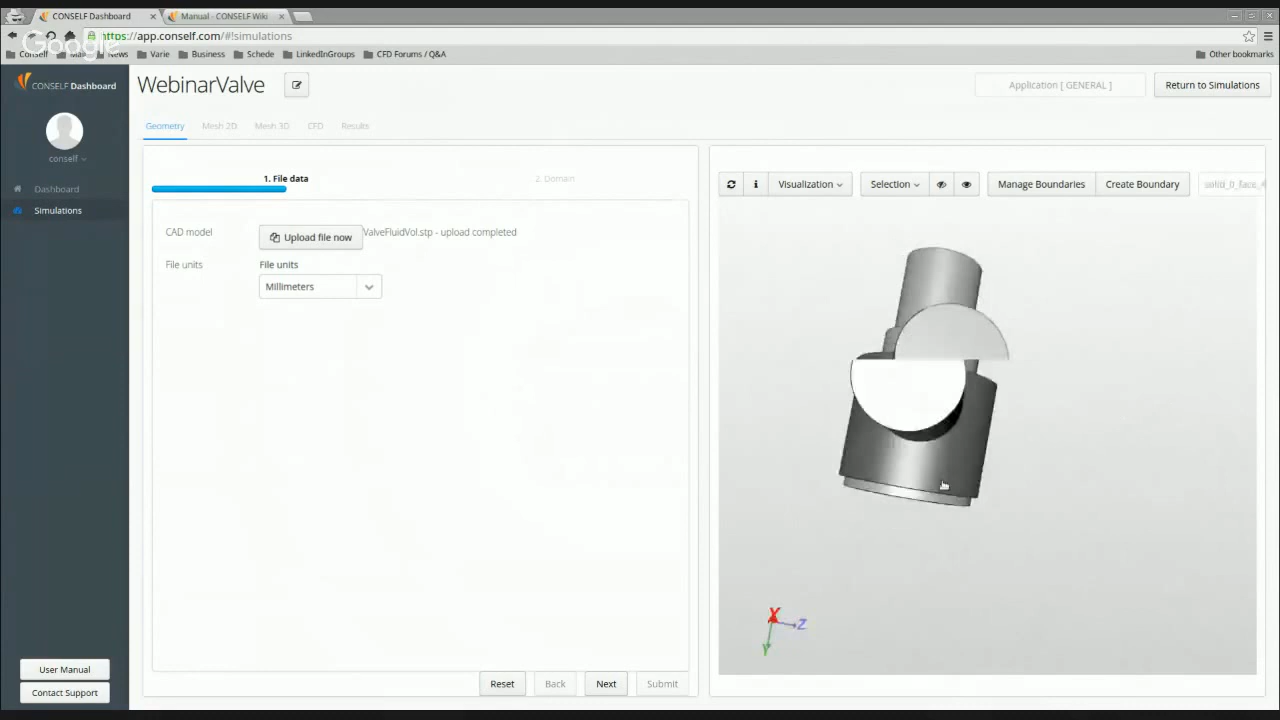 CONSELF Dashboard
Manual - CONSELF Wiki
https://app.conself.com/#!simulations
Google
Conself
News
Varie
Business
Schede
LinkedInGroups
CFD Forums / Q&A
Other bookmarks
CONSELF Dashboard
WebinarValve
Application [ GENERAL ]
Return to Simulations
conself
Dashboard
Simulations
Geometry
Mesh 2D
Mesh 3D
CFD
Results
1. File data
2. Domain
CAD model
Upload file now
ValveFluidVol.stp - upload completed
File units
File units
Millimeters
Visualization
Selection
Manage Boundaries
Create Boundary
X
Z
Y
User Manual
Contact Support
Reset
Back
Next
Submit